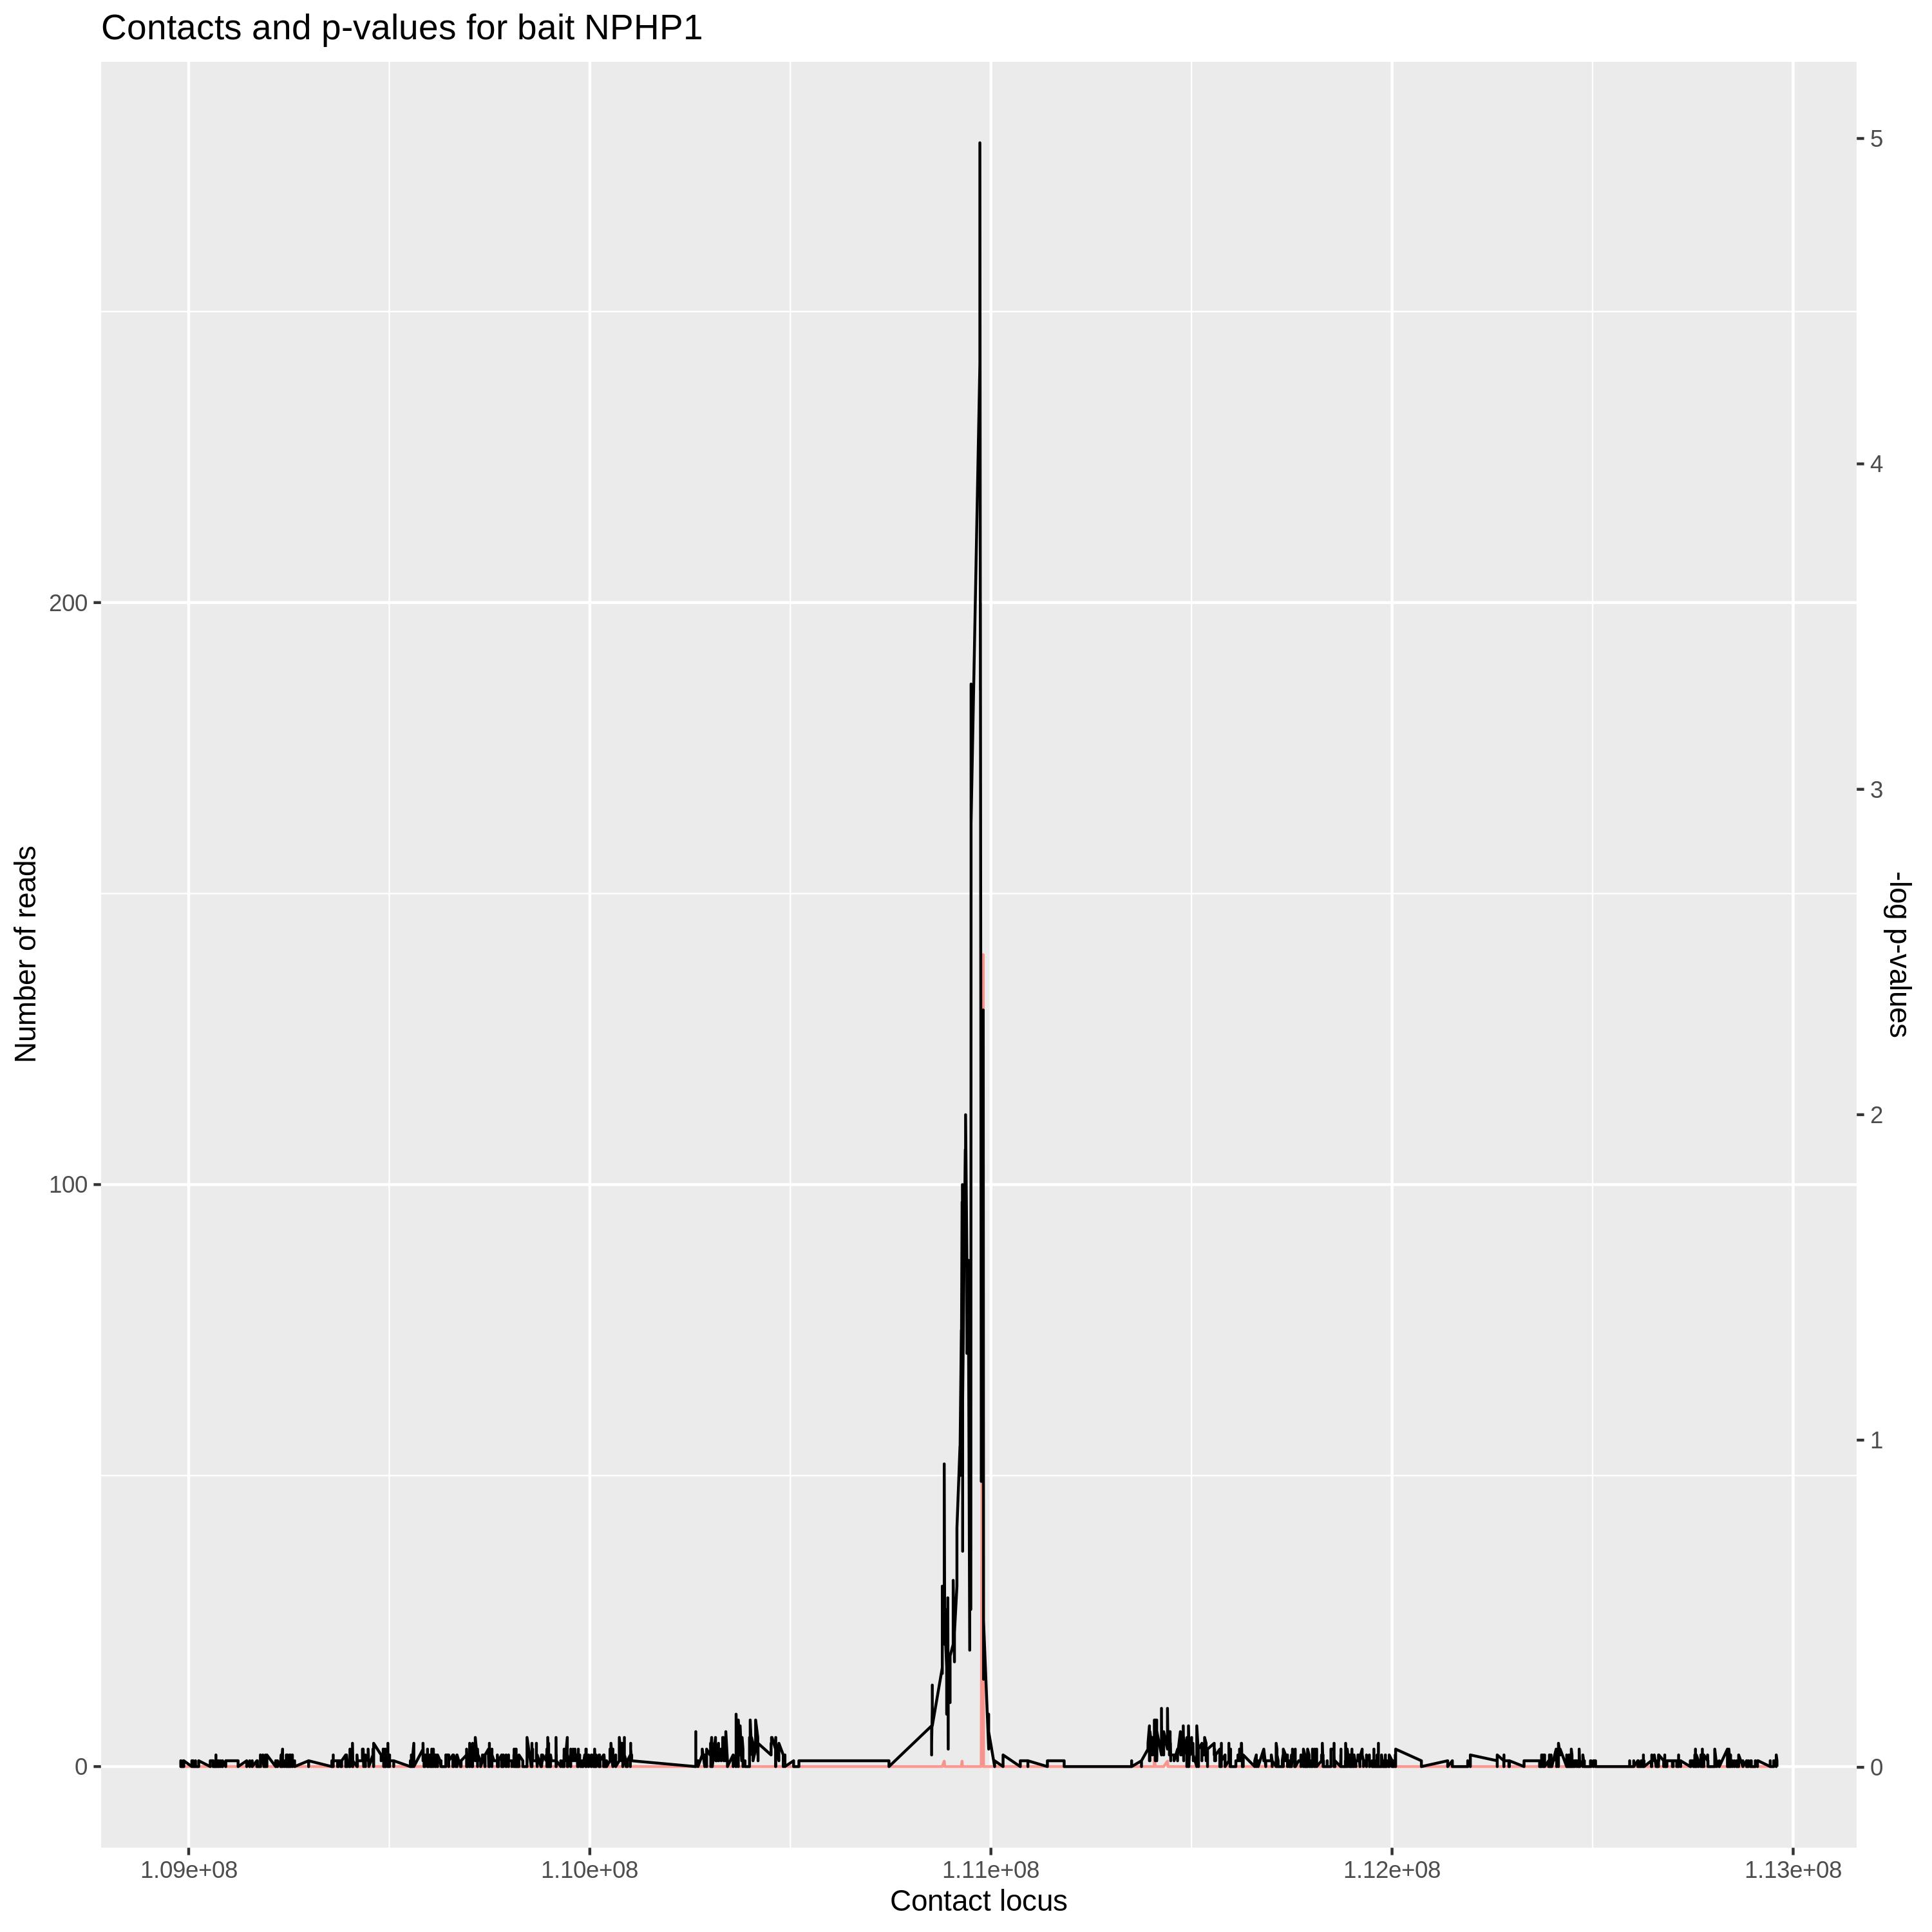 Contacts and p-values for bait NPHP1
Number of reads
200
100
0
-log p-values
5
4
3
2
1
0
1.09e+08
1.10e+08
1.11e+08
1.12e+08
1.13e+08
Contact locus